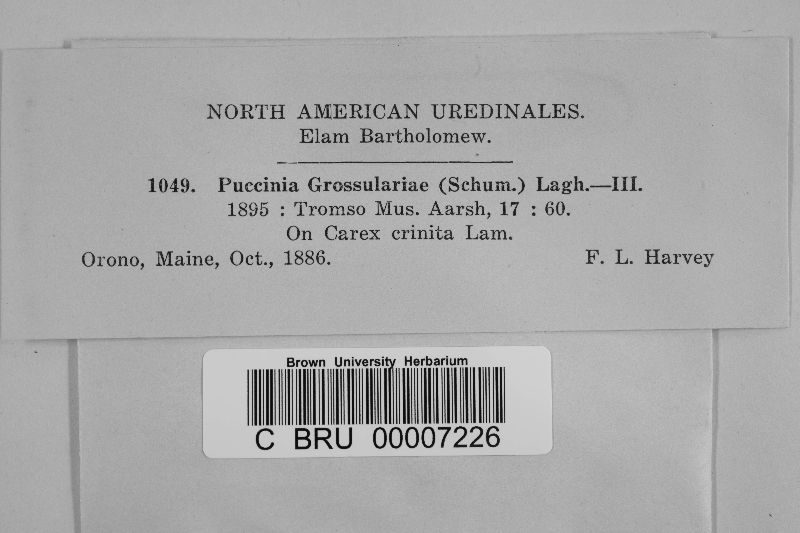 NORTH AMERICAN UREDINALES.
Elam Bartholomew.
1049. Puccinia Grossulariae (Schum.) Lagh.—III.
1895 : Tromso Mus. Aarsh, 17 : 60.
On Carex crinita Lam.
Orono, Maine, Oct., 1886. F. L. Harvey
Brown University Herbarium
C BRU 00007226